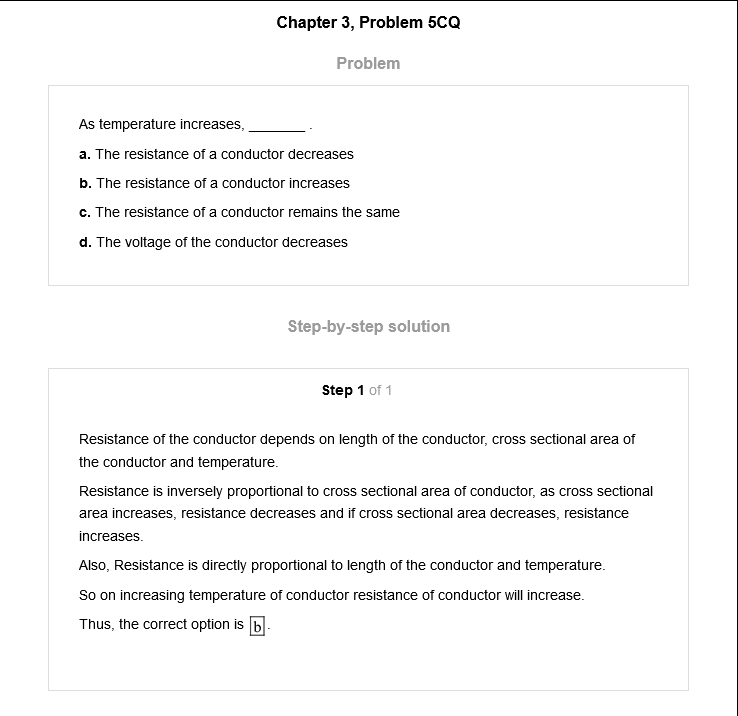 Chapter 3, Problem 5CQ
Problem
As temperature increases, _______ .
a. The resistance of a conductor decreases
b. The resistance of a conductor increases
c. The resistance of a conductor remains the same
d. The voltage of the conductor decreases
Step-by-step solution
Step 1 of 1
Resistance of the conductor depends on length of the conductor, cross sectional area of
the conductor and temperature.
Resistance is inversely proportional to cross sectional area of conductor, as cross sectional
area increases, resistance decreases and if cross sectional area decreases, resistance
increases.
Also, Resistance is directly proportional to length of the conductor and temperature.
So on increasing temperature of conductor resistance of conductor will increase.
Thus, the correct option is b.